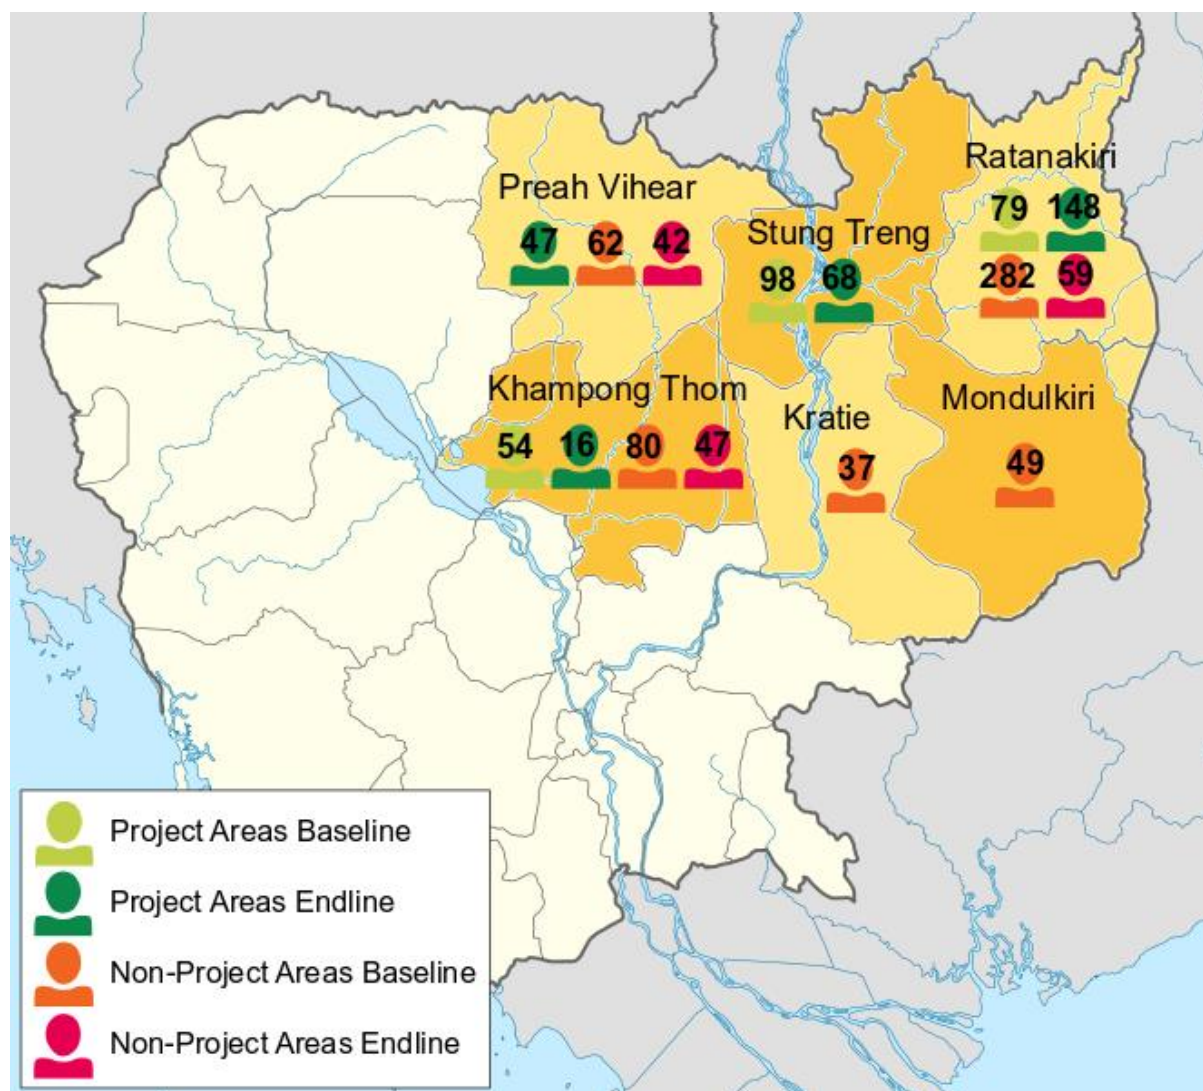 Ratanakiri
79 148
282 59
Preah Vihear
47 62 42
Stung Treng
98 68
Khampong Thom
54 16 80 47
Kratie
37
Mondulkiri
49
Project Areas Baseline
Project Areas Endline
Non-Project Areas Baseline
Non-Project Areas Endline